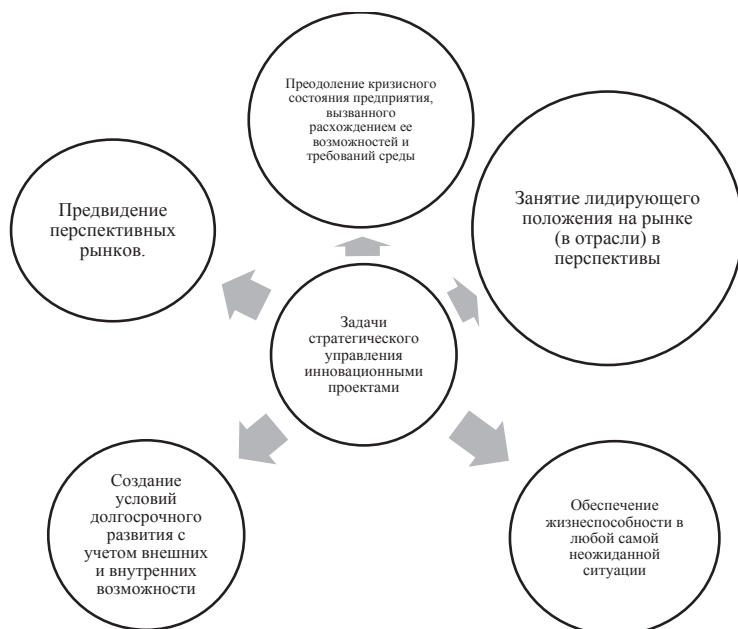 Преодоление кризисного
состояния предприятия,
вызванного
расхождением ее
возможностей и
требований среды
Предвидение
перспективных
рынков.
Занятие лидирующего
положения на рынке
(в отрасли) в
перспективы
Задачи
стратегического
управления
инновационными
проектами
Создание
условий
долгосрочного
развития с
учетом внешних
и внутренних
возможности
Обеспечение
жизнеспособности в
любой самой
неожиданной
ситуации